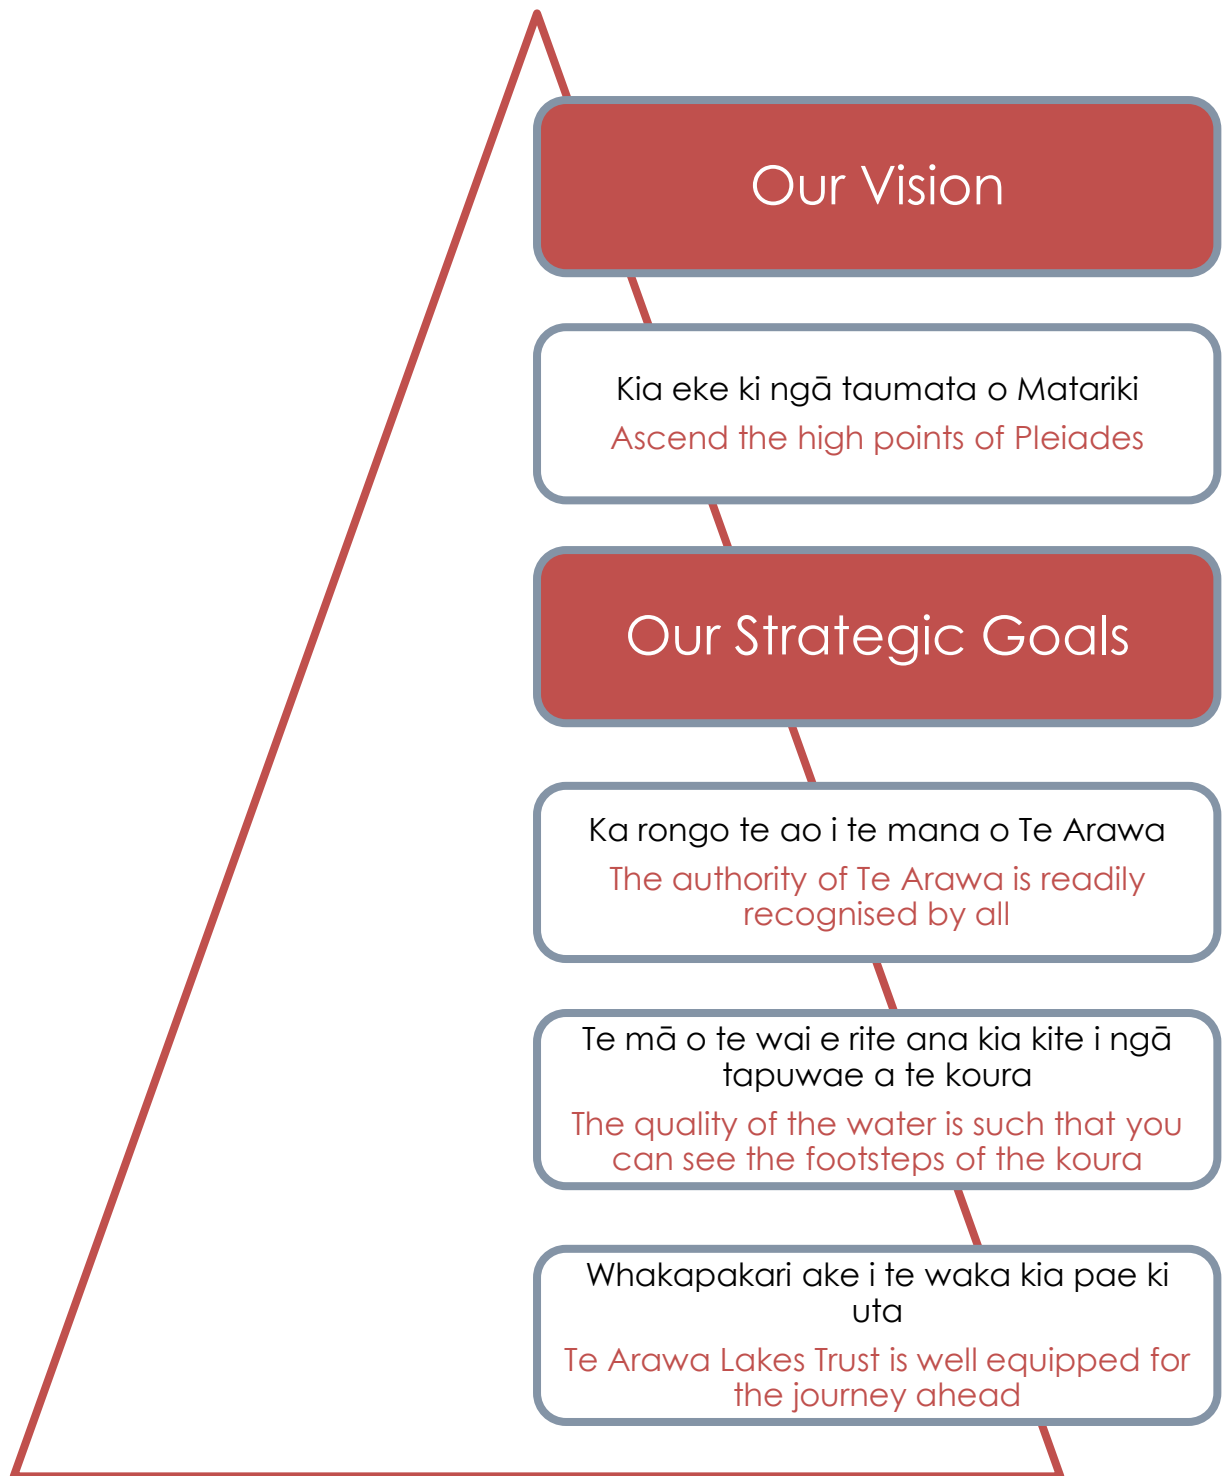 Our Vision
Kia eke ki ngā taumata o Matariki
Ascend the high points of Pleiades
Our Strategic Goals
Ka rongo te ao i te mana o Te Arawa
The authority of Te Arawa is readily
recognised by all
Te mā o te wai e rite ana kia kite i ngā
tapuwae a te koura
The quality of the water is such that you
can see the footsteps of the koura
Whakapakari ake i te waka kia pae ki
uta
Te Arawa Lakes Trust is well equipped for
the journey ahead